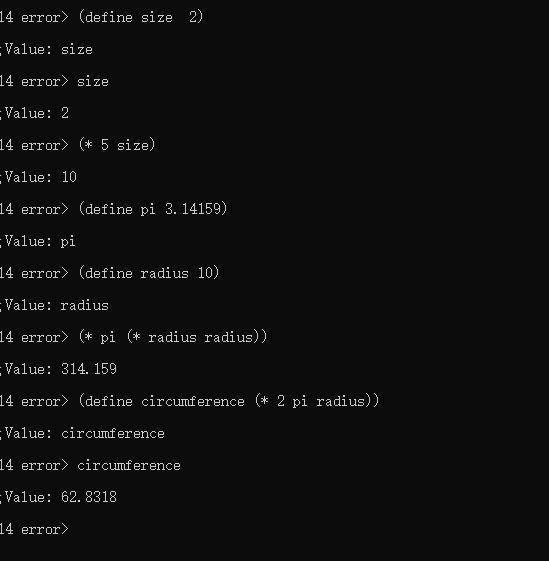 14 error> (define size  2)
;Value: size
14 error> size
;Value: 2
14 error> (* 5 size)
;Value: 10
14 error> (define pi 3.14159)
;Value: pi
14 error> (define radius 10)
;Value: radius
14 error> (* pi (* radius radius))
;Value: 314.159
14 error> (define circumference (* 2 pi radius))
;Value: circumference
14 error> circumference
;Value: 62.8318
14 error>